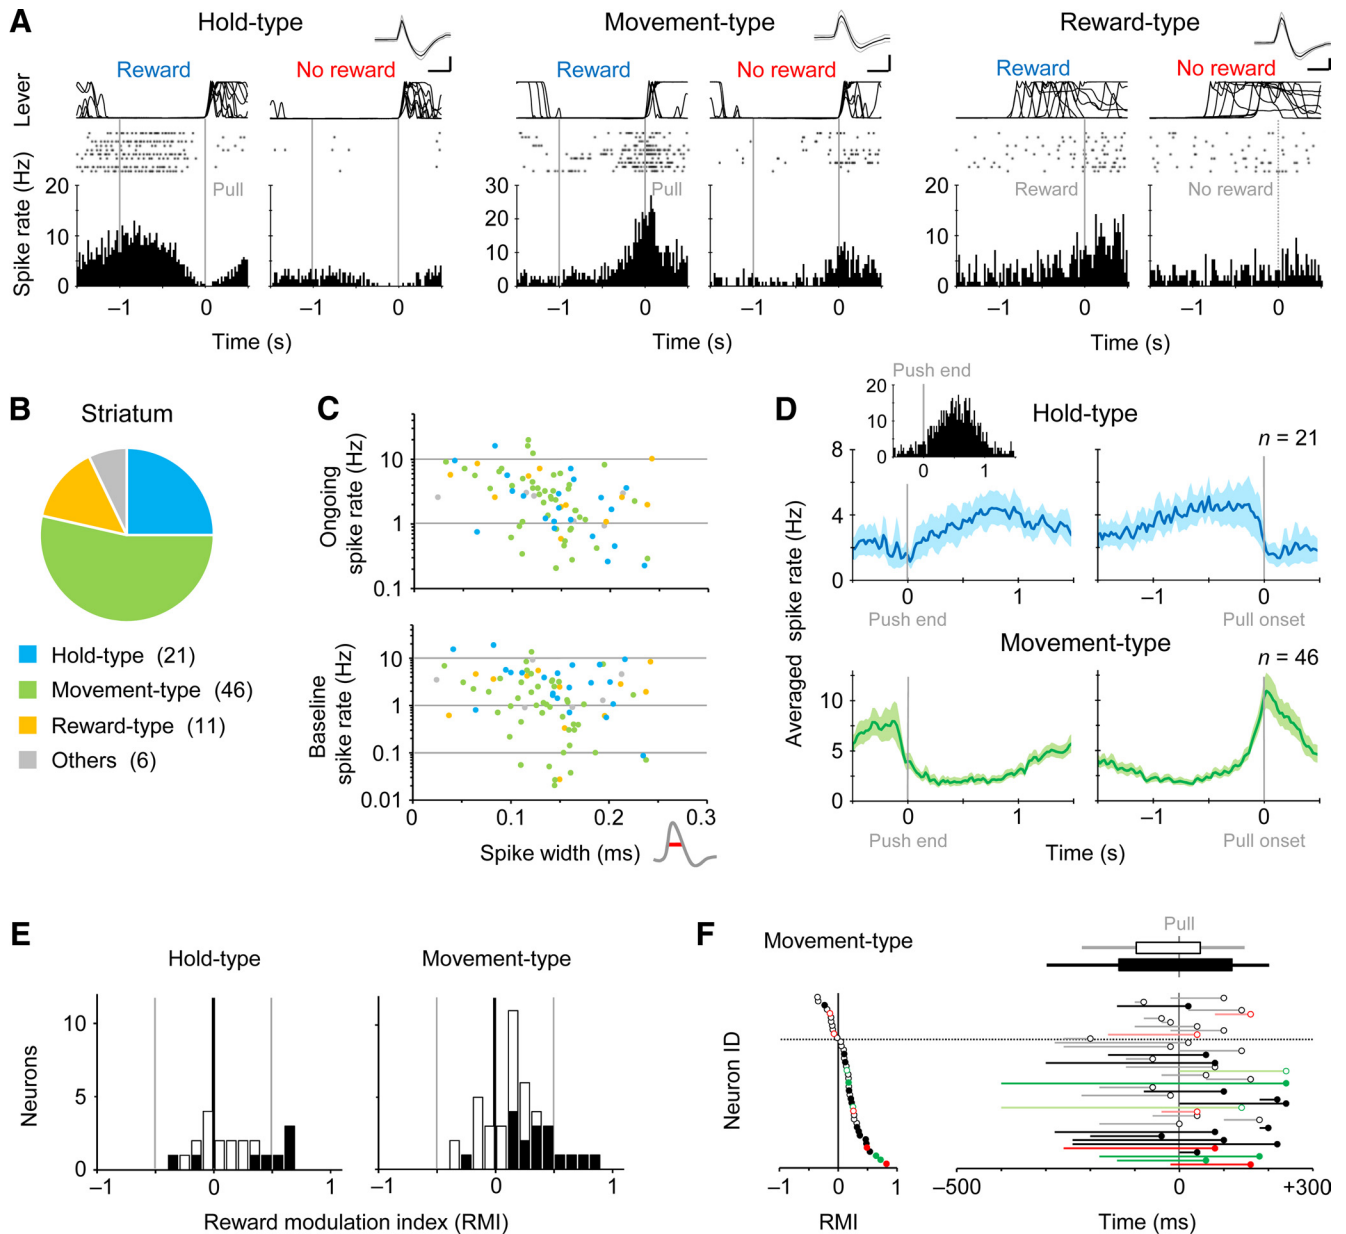 A
Hold-type
Movement-type
Reward-type
Reward
No reward
Reward
No reward
Reward
No reward
Lever
Spike rate (Hz)
Pull
Pull
Reward
No reward
20
10
0
30
20
10
0
20
10
0
−1 0 −1 0
−1 0 −1 0
−1 0 −1 0
Time (s)
Time (s)
Time (s)
B
Striatum
Hold-type (21)
Movement-type (46)
Reward-type (11)
Others (6)
C
Ongoing
spike rate (Hz)
10
1
0.1
Baseline
spike rate (Hz)
10
1
0.1
0.01
0 0.1 0.2 0.3
Spike width (ms)
D
Push end
20
10
0
0 1
Hold-type
n = 21
8
4
0
0 1
−1 0
Push end
Pull onset
Averaged spike rate (Hz)
Movement-type
n = 46
10
5
0
0 1
−1 0
Push end
Pull onset
Time (s)
E
Hold-type
Movement-type
Neurons
10
5
0
−1 0 1
−1 0 1
Reward modulation index (RMI)
F
Movement-type
Pull
Neuron ID
−1 0 1
RMI
−500 0 +300
Time (ms)